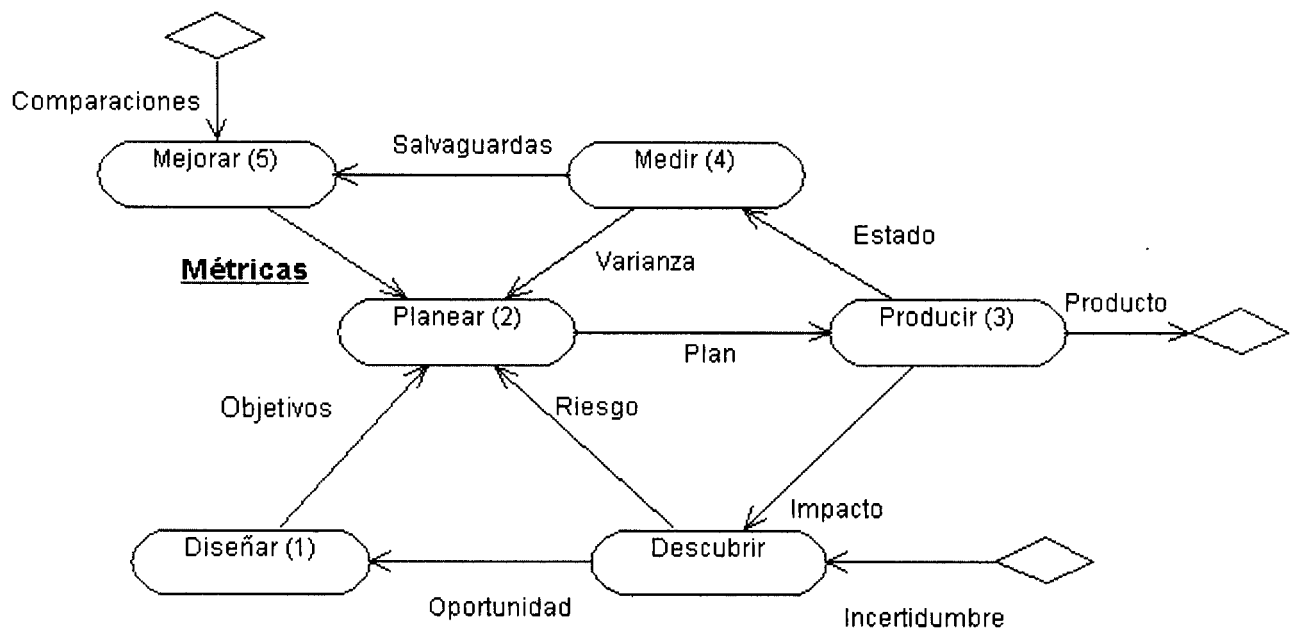 Comparaciones
Mejorar (5)
Salvaguardas
Medir (4)
Métricas
Varianza
Estado
Planear (2)
Plan
Producir (3)
Producto
Objetivos
Riesgo
Impacto
Diseñar (1)
Oportunidad
Descubrir
Incertidumbre